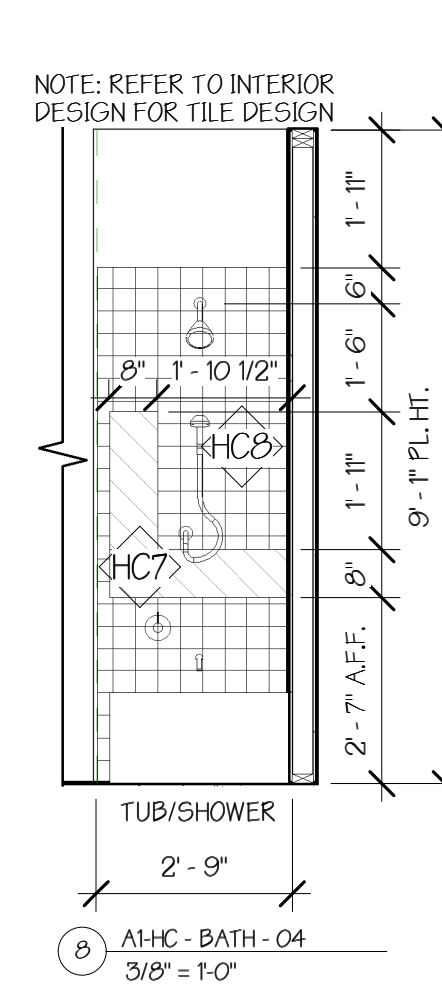 NOTE: REFER TO INTERIOR
DESIGN FOR TILE DESIGN
1' - 11"
6"
1' - 6"
8" 1' - 10 1/2"
HC8
1' - 11"
9' - 1" PL. HT.
HC7
8"
2' - 7" A.F.F.
TUB/SHOWER
2' - 9"
8 A1-HC - BATH - 04
3/8" = 1'-0"